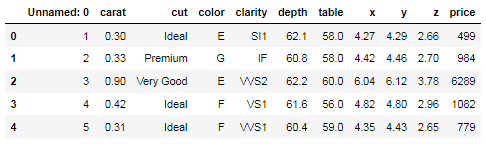 Unnamed: 0 carat cut color clarity depth table x y z price
0 1 0.30 Ideal E SI1 62.1 58.0 4.27 4.29 2.66 499
1 2 0.33 Premium G IF 60.8 58.0 4.42 4.46 2.70 984
2 3 0.90 Very Good E VVS2 62.2 60.0 6.04 6.12 3.78 6289
3 4 0.42 Ideal F VS1 61.6 56.0 4.82 4.80 2.96 1082
4 5 0.31 Ideal F VVS1 60.4 59.0 4.35 4.43 2.65 779